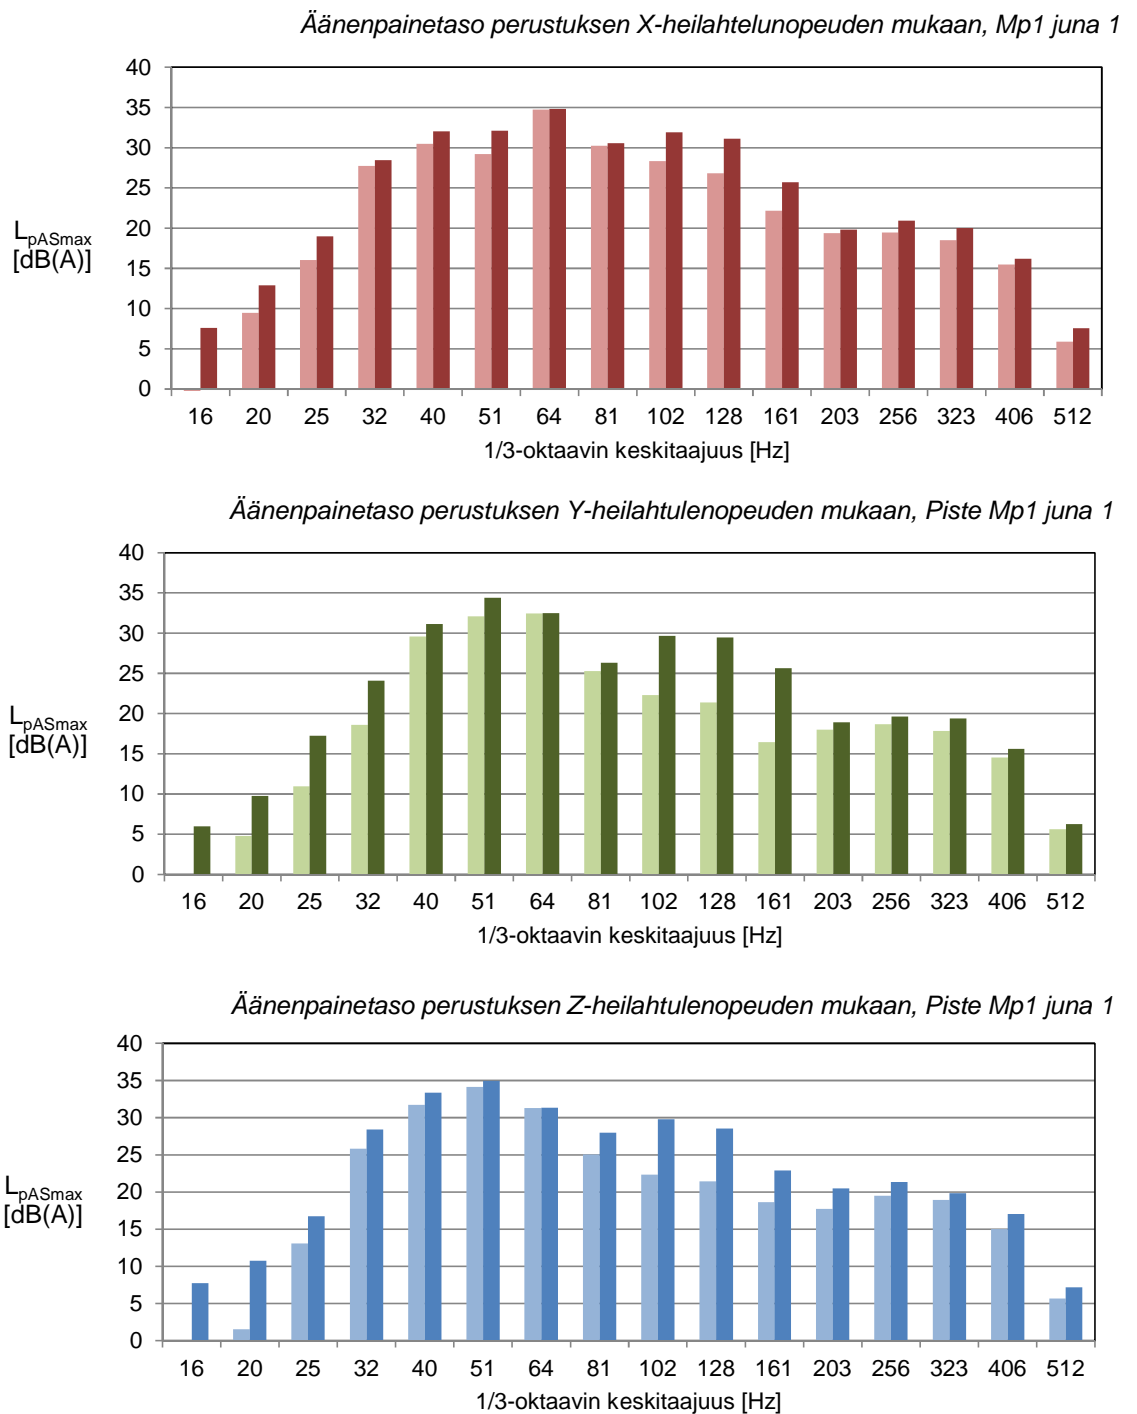 Äänenpainetaso perustuksen X-heilahtelunopeuden mukaan, Mp1 juna 1
40
35
30
25
20
15
10
5
0
LpASmax
[dB(A)]
16 20 25 32 40 51 64 81 102 128 161 203 256 323 406 512
1/3-oktaavin keskitaajuus [Hz]
Äänenpainetaso perustuksen Y-heilahtulenopeuden mukaan, Piste Mp1 juna 1
40
35
30
25
20
15
10
5
0
LpASmax
[dB(A)]
16 20 25 32 40 51 64 81 102 128 161 203 256 323 406 512
1/3-oktaavin keskitaajuus [Hz]
Äänenpainetaso perustuksen Z-heilahtulenopeuden mukaan, Piste Mp1 juna 1
40
35
30
25
20
15
10
5
0
LpASmax
[dB(A)]
16 20 25 32 40 51 64 81 102 128 161 203 256 323 406 512
1/3-oktaavin keskitaajuus [Hz]